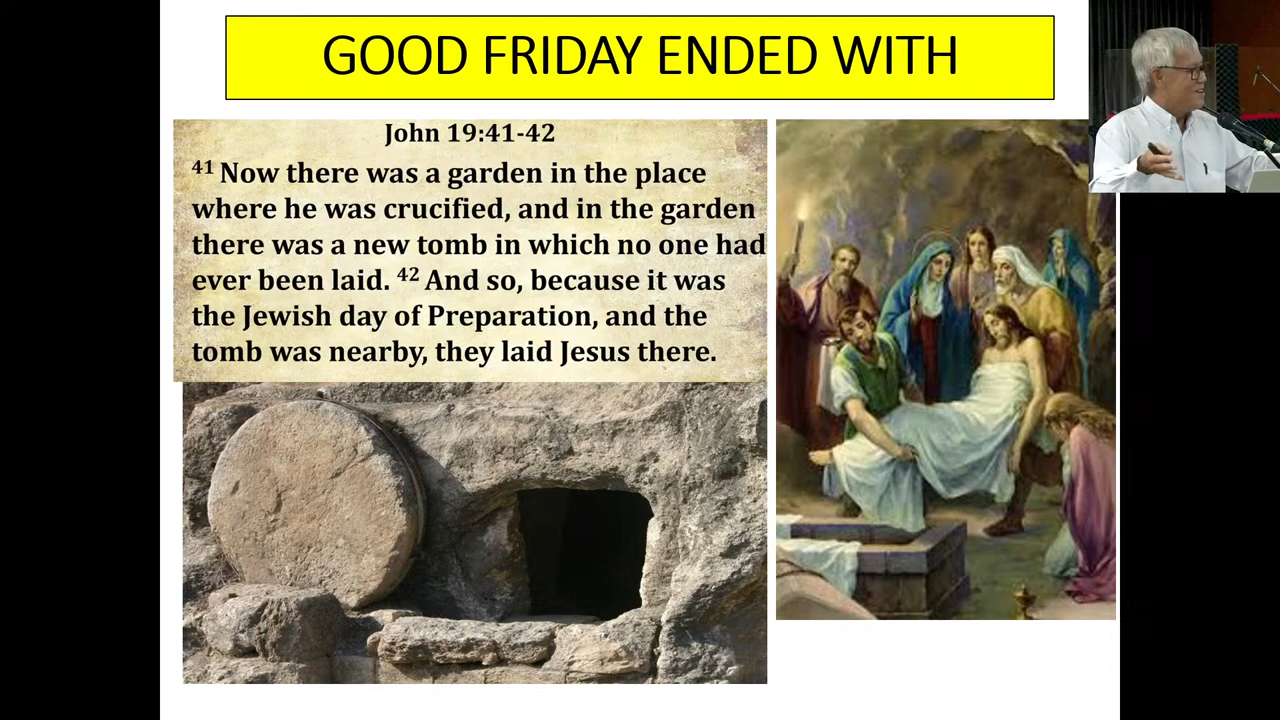 GOOD FRIDAY ENDED WITH
John 19:41-42
41 Now there was a garden in the place
where he was crucified, and in the garden
there was a new tomb in which no one had
ever been laid. 42 And so, because it was
the Jewish day of Preparation, and the
tomb was nearby, they laid Jesus there.